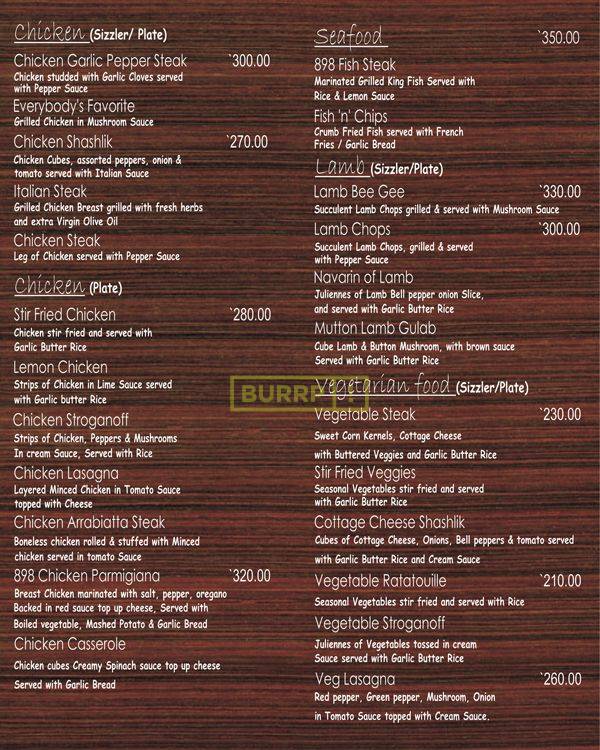 Chicken (Sizzler/ Plate)
Chicken Garlic Pepper Steak `300.00
Chicken studded with Garlic Cloves served
with Pepper Sauce
Everybody's Favorite
Grilled Chicken in Mushroom Sauce
Chicken Shashlik `270.00
Chicken Cubes, assorted peppers, onion &
tomato served with Italian Sauce
Italian Steak
Grilled Chicken Breast grilled with fresh herbs
and extra Virgin Olive Oil
Chicken Steak
Leg of Chicken served with Pepper Sauce
Chicken (Plate)
Stir Fried Chicken `280.00
Chicken stir fried and served with
Garlic Butter Rice
Lemon Chicken
Strips of Chicken in Lime Sauce served
with Garlic butter Rice
Chicken Stroganoff
Strips of Chicken, Peppers & Mushrooms
In cream Sauce, Served with Rice
Chicken Lasagna
Layered Minced Chicken in Tomato Sauce
topped with Cheese
Chicken Arrabiatta Steak
Boneless chicken rolled & stuffed with Minced
chicken served in tomato Sauce
898 Chicken Parmigiana `320.00
Breast Chicken marinated with salt, pepper, oregano
Backed in red sauce top up cheese, Served with
Boiled vegetable, Mashed Potato & Garlic Bread
Chicken Casserole
Chicken cubes Creamy Spinach sauce top up cheese
Served with Garlic Bread
Seafood `350.00
898 Fish Steak
Marinated Grilled King Fish Served with
Rice & Lemon Sauce
Fish 'n' Chips
Crumb Fried Fish served with French
Fries / Garlic Bread
Lamb (Sizzler/Plate)
Lamb Bee Gee `330.00
Succulent Lamb Chops grilled & served with Mushroom Sauce
Lamb Chops `300.00
Succulent Lamb Chops, grilled & served
with Pepper Sauce
Navarin of Lamb
Juliennes of Lamb Bell pepper onion Slice,
and served with Garlic Butter Rice
Mutton Lamb Gulab
Cube Lamb & Button Mushroom, with brown sauce
Served with Garlic Butter Rice
Vegetarian food (Sizzler/Plate)
Vegetable Steak `230.00
Sweet Corn Kernels, Cottage Cheese
with Buttered Veggies and Garlic Butter Rice
Stir Fried Veggies
Seasonal Vegetables stir fried and served
with Garlic Butter Rice
Cottage Cheese Shashlik
Cubes of Cottage Cheese, Onions, Bell peppers & tomato served
with Garlic Butter Rice and Cream Sauce
Vegetable Ratatouille `210.00
Seasonal Vegetables stir fried and served with Rice
Vegetable Stroganoff
Juliennes of Vegetables tossed in cream
Sauce served with Garlic Butter Rice
Veg Lasagna `260.00
Red pepper, Green pepper, Mushroom, Onion
in Tomato Sauce topped with Cream Sauce.